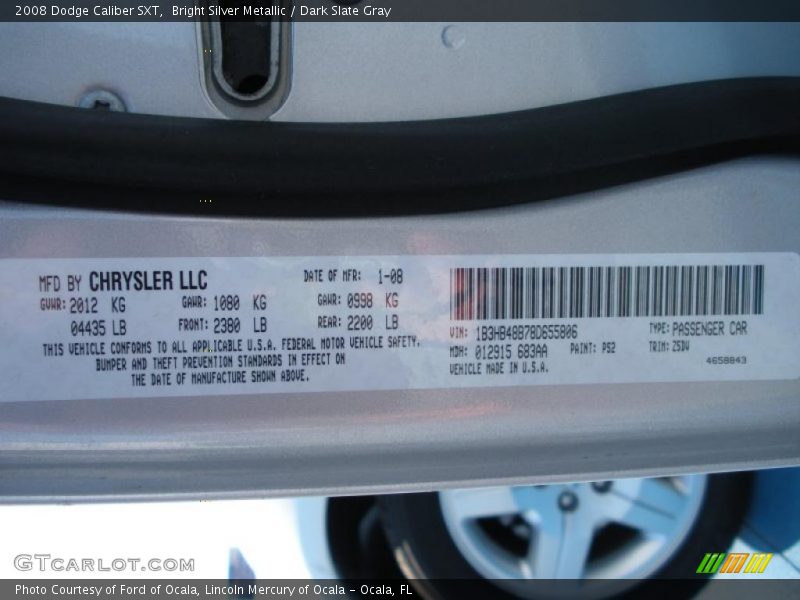 2008 Dodge Caliber SXT,  Bright Silver Metallic / Dark Slate Gray
MFD BY CHRYSLER LLC DATE OF MFR: 1-08
GVWR: 2012 KG GAWR: 1080 KG GAWR: 0998 KG
04435 LB FRONT: 2380 LB REAR: 2200 LB
THIS VEHICLE CONFORMS TO ALL APPLICABLE U.S.A. FEDERAL MOTOR VEHICLE SAFETY,
BUMPER AND THEFT PREVENTION STANDARDS IN EFFECT ON
THE DATE OF MANUFACTURE SHOWN ABOVE.
VIN: 1B3HB48B78D655806 TYPE: PASSENGER CAR
MDH: 012915 683AA PAINT: PS2 TRIM: Z5DV
VEHICLE MADE IN U.S.A. 4658843
GTCarLot.com
Photo Courtesy of Ford of Ocala, Lincoln Mercury of Ocala - Ocala, FL